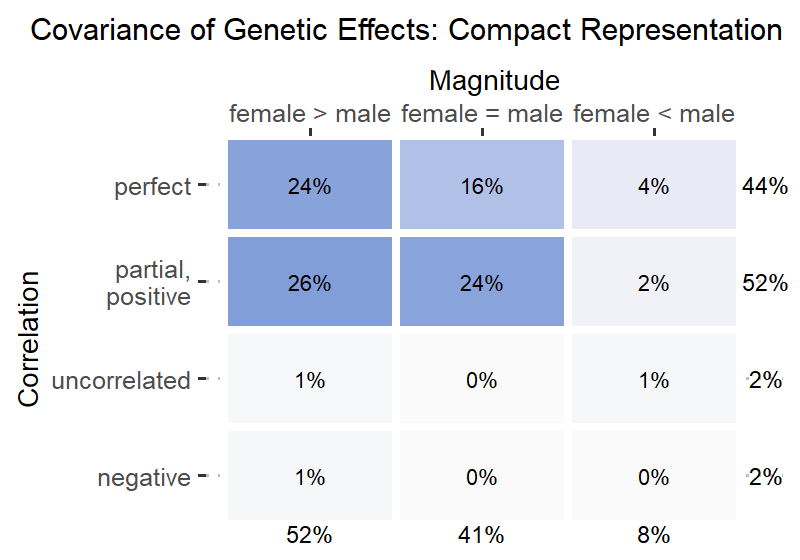 Covariance of Genetic Effects: Compact Representation
Magnitude
female > male female = male female < male
perfect 24% 16% 4% 44%
partial,
positive 26% 24% 2% 52%
uncorrelated 1% 0% 1% 2%
negative 1% 0% 0% 2%
52% 41% 8%
Correlation